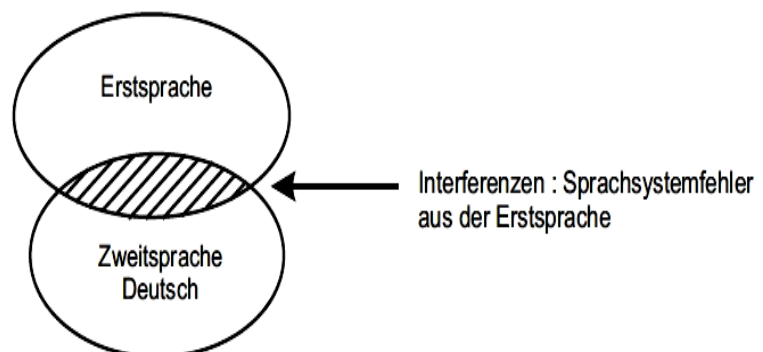 Erstsprache
Interferenzen : Sprachsystemfehler
aus der Erstsprache
Zweitsprache
Deutsch